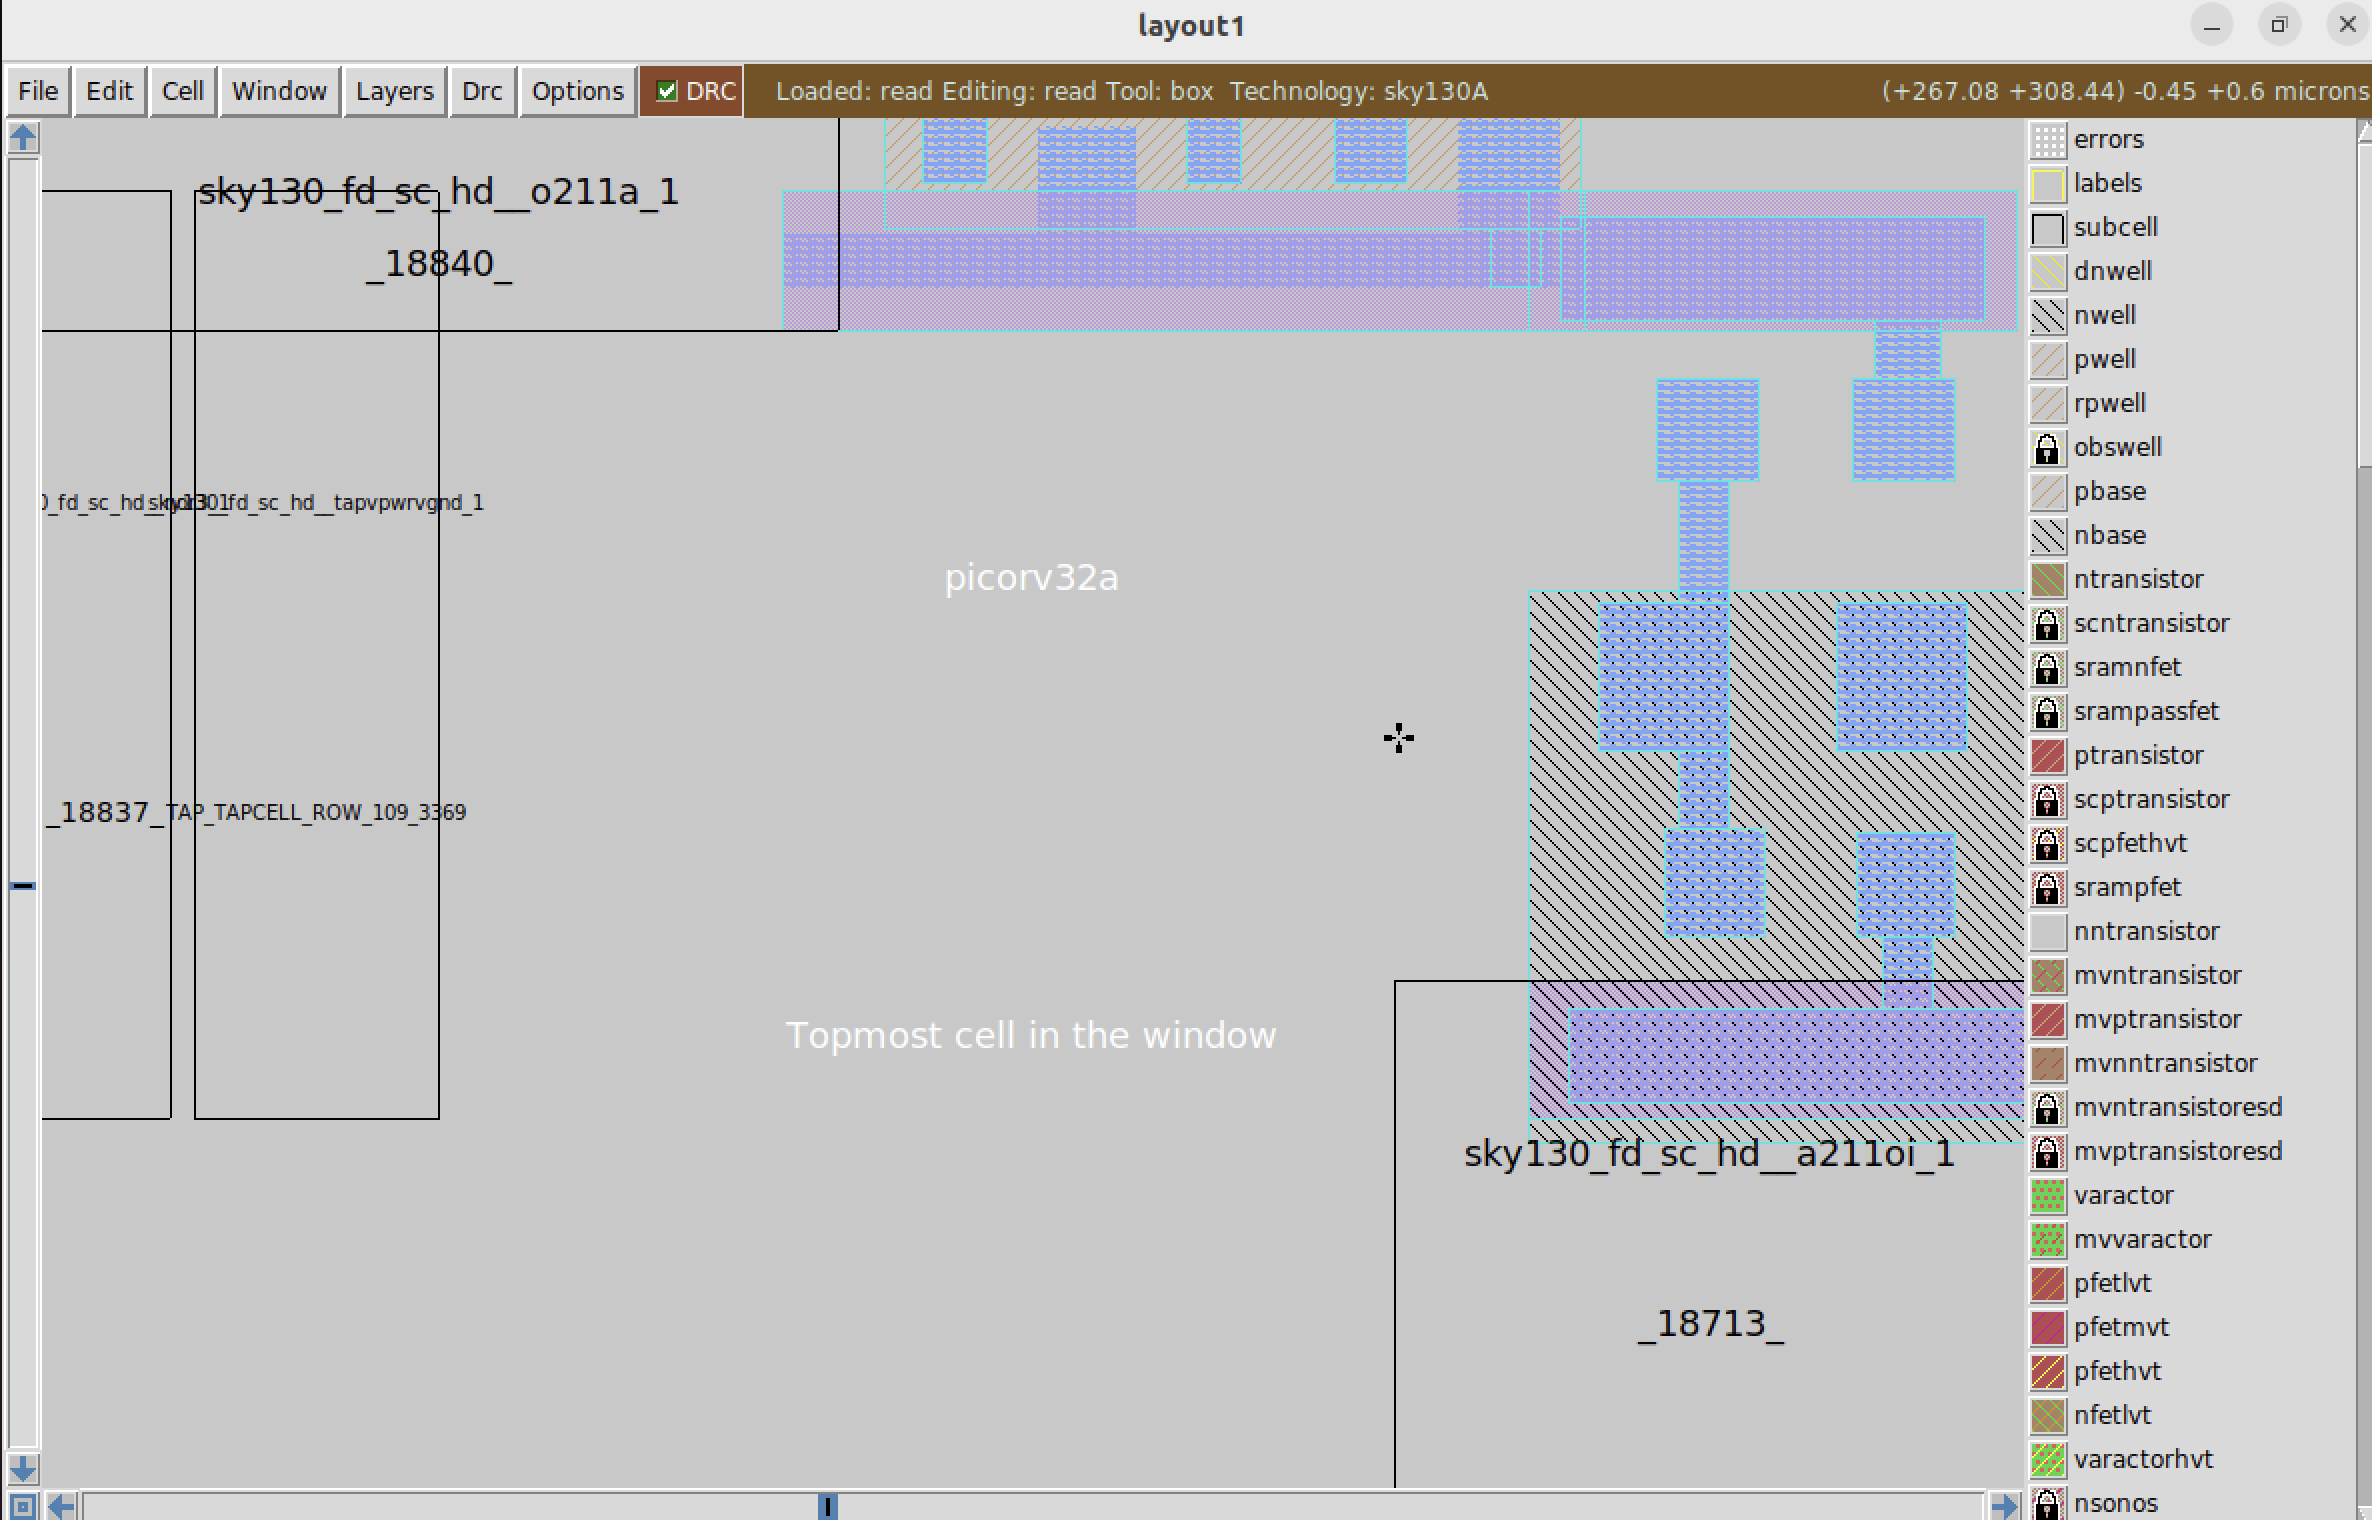 layout1
File Edit Cell Window Layers Drc Options DRC Loaded: read Editing: read Tool: box Technology: sky130A (+267.08 +308.44) -0.45 +0.6 microns
sky130_fd_sc_hd__o211a_1
_18840_
sky130_fd_sc_hd__tapvpwrvgnd_1
picorv32a
_18837_
TAP_TAPCELL_ROW_109_3369
Topmost cell in the window
sky130_fd_sc_hd__a211oi_1
_18713_
errors
labels
subcell
dnwell
nwell
pwell
rpwell
obswell
pbase
nbase
ntransistor
scntransistor
sramnfet
srampassfet
ptransistor
scptransistor
scpfethvt
srampfet
nntransistor
mvntransistor
mvptransistor
mvnntransistor
mvntransistoresd
mvptransistoresd
varactor
mvvaractor
pfetlvt
pfetmvt
pfethvt
nfetlvt
varactorhvt
nsonos